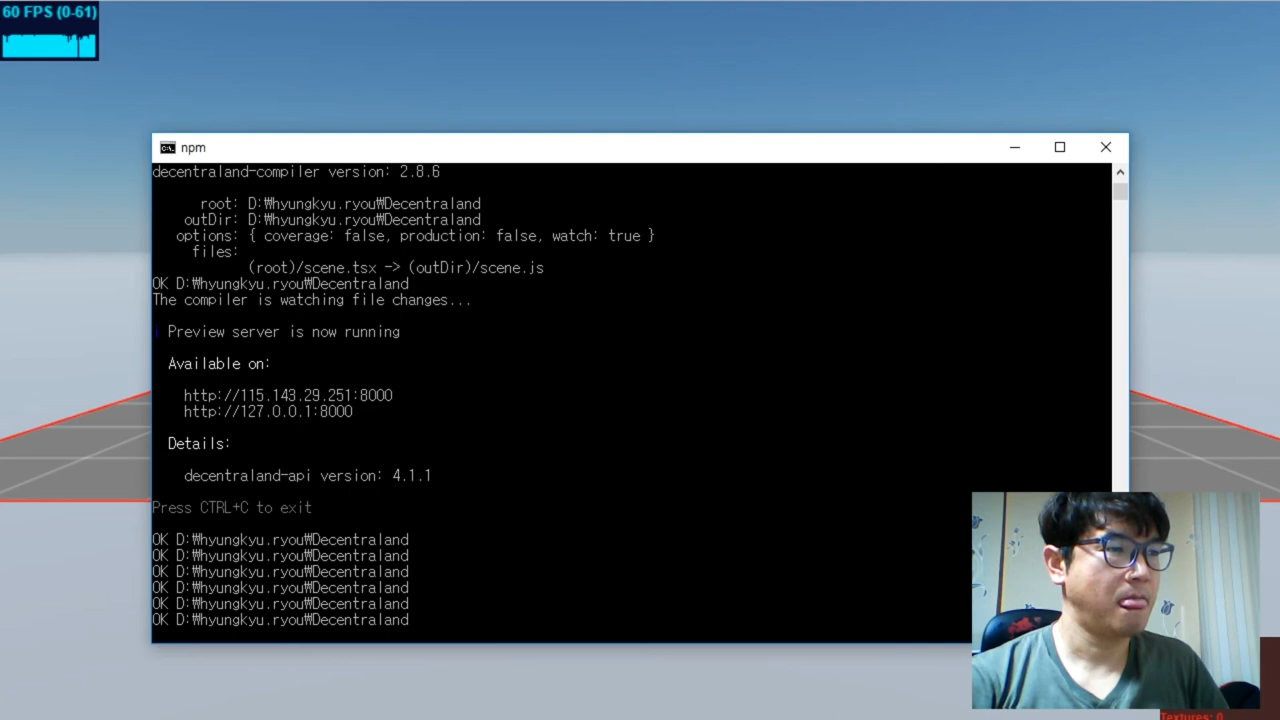 60 FPS (0-61)
npm
decentraland-compiler version: 2.8.6
root: D:₩hyungkyu.ryou₩Decentraland
outDir: D:₩hyungkyu.ryou₩Decentraland
options: { coverage: false, production: false, watch: true }
files:
(root)/scene.tsx -> (outDir)/scene.js
OK D:₩hyungkyu.ryou₩Decentraland
The compiler is watching file changes...
Preview server is now running
Available on:
http://115.143.29.251:8000
http://127.0.0.1:8000
Details:
decentraland-api version: 4.1.1
Press CTRL+C to exit
OK D:₩hyungkyu.ryou₩Decentraland
OK D:₩hyungkyu.ryou₩Decentraland
OK D:₩hyungkyu.ryou₩Decentraland
OK D:₩hyungkyu.ryou₩Decentraland
OK D:₩hyungkyu.ryou₩Decentraland
OK D:₩hyungkyu.ryou₩Decentraland
Textures: 0